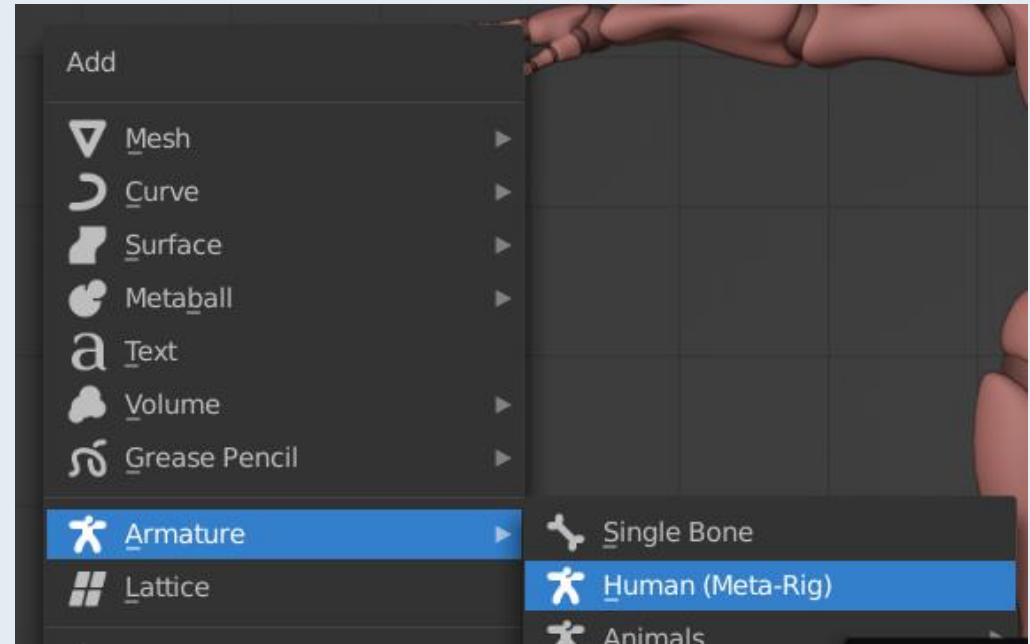 Add
Mesh
Curve
Surface
Metaball
Text
Volume
Grease Pencil
Armature
Single Bone
Lattice
Human (Meta-Rig)
Animals